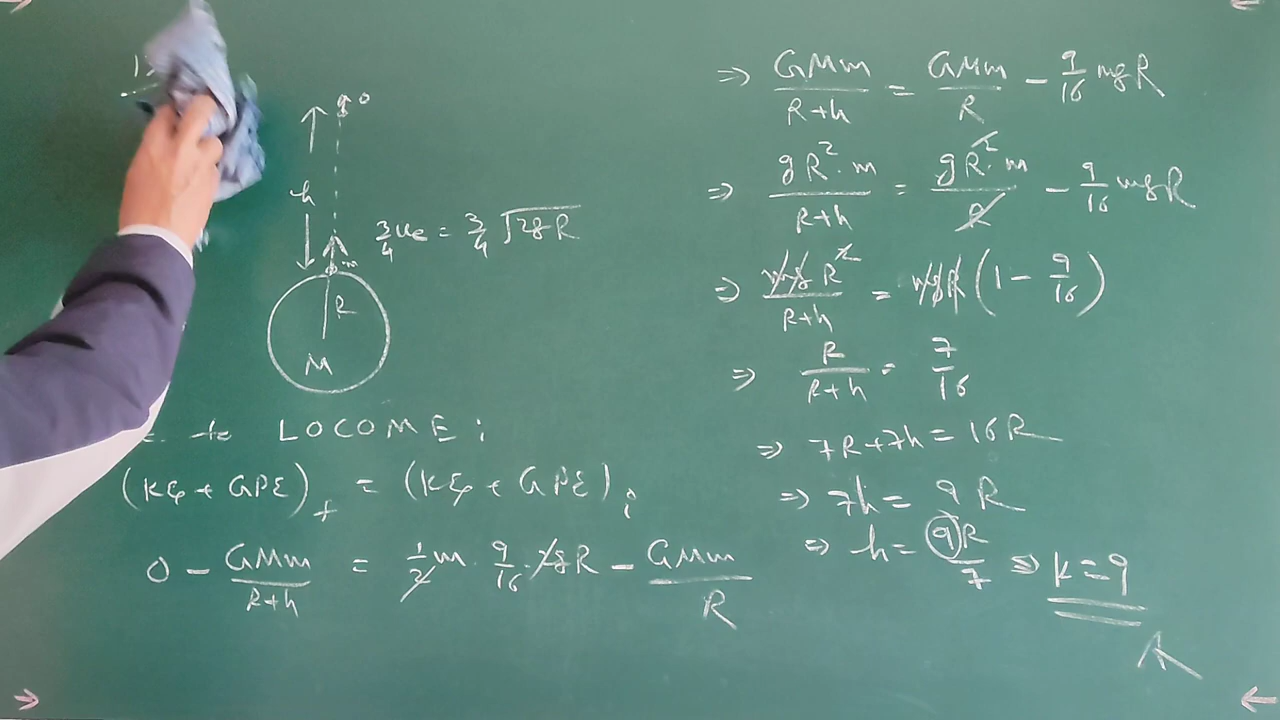 0
h
3/4 ve = 3/4 √2gR
m
R
M
to LOCOME:
(KE + GPE)f = (KE + GPE)i
0 - GMm/(R+h) = 1/2 m · 9/16 · 2gR - GMm/R
⇒ GMm/(R+h) = GMm/R - 9/16 mgR
⇒ gR²·m/(R+h) = gR²·m/R - 9/16 mgR
⇒ mgR²/(R+h) = mgR(1 - 9/16)
⇒ R/(R+h) = 7/16
⇒ 7R+7h = 16R
⇒ 7h = 9R
⇒ h = 9R/7 ⇒ k=9